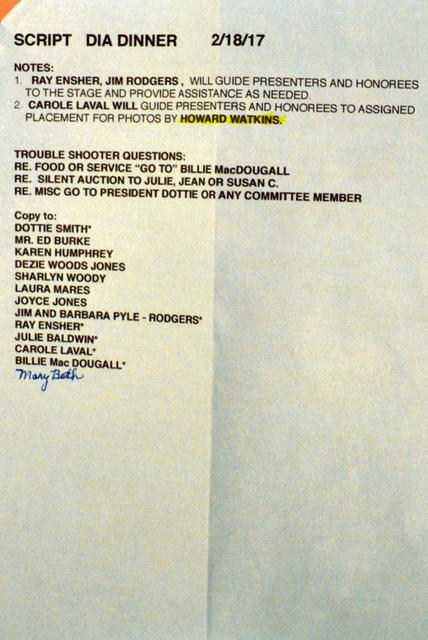 SCRIPT DIA DINNER 2/18/17
NOTES:
1. RAY ENSHER, JIM RODGERS, WILL GUIDE PRESENTERS AND HONOREES
TO THE STAGE AND PROVIDE ASSISTANCE AS NEEDED.
2. CAROLE LAVAL WILL GUIDE PRESENTERS AND HONOREES TO ASSIGNED
PLACEMENT FOR PHOTOS BY HOWARD WATKINS.
TROUBLE SHOOTER QUESTIONS:
RE. FOOD OR SERVICE "GO TO" BILLIE MacDOUGALL
RE. SILENT AUCTION TO JULIE, JEAN OR SUSAN C.
RE. MISC GO TO PRESIDENT DOTTIE OR ANY COMMITTEE MEMBER
Copy to:
DOTTIE SMITH*
MR. ED BURKE
KAREN HUMPHREY
DEZIE WOODS JONES
SHARLYN WOODY
LAURA MARES
JOYCE JONES
JIM AND BARBARA PYLE - RODGERS*
RAY ENSHER*
JULIE BALDWIN*
CAROLE LAVAL*
BILLIE Mac DOUGALL*
Mary Beth